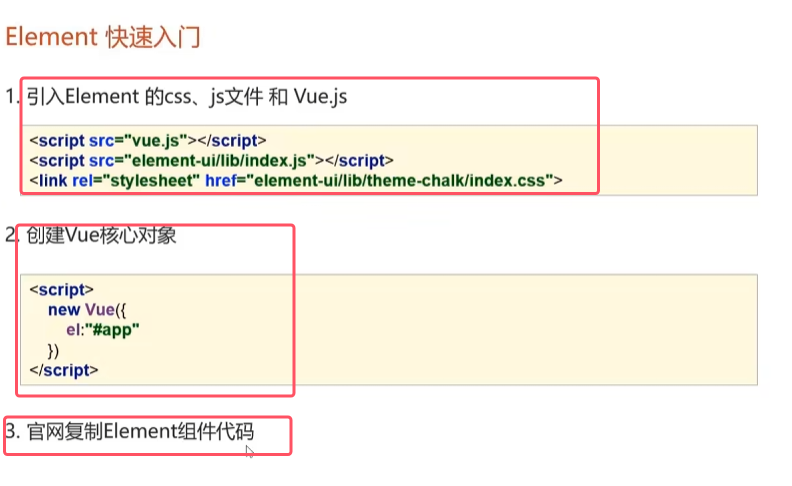 Element 快速入门
1. 引入Element 的css、js文件 和 Vue.js
<script src="vue.js"></script>
<script src="element-ui/lib/index.js"></script>
<link rel="stylesheet" href="element-ui/lib/theme-chalk/index.css">
2. 创建Vue核心对象
<script>
new Vue({
el:"#app"
})
</script>
3. 官网复制Element组件代码